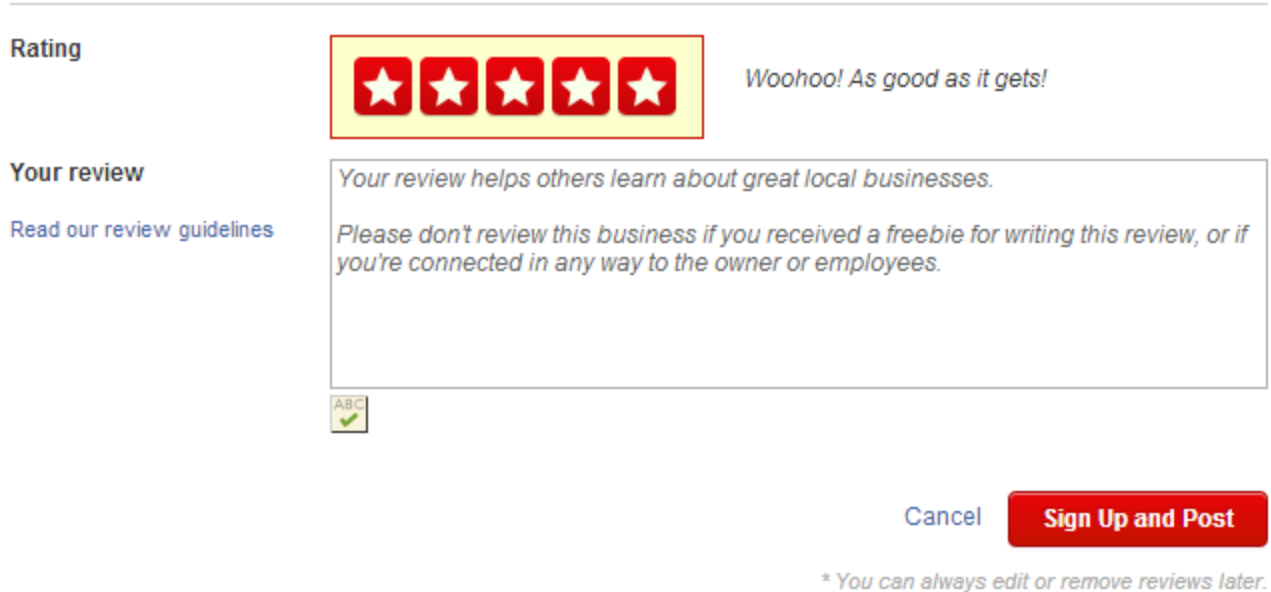 Rating
Woohoo! As good as it gets!
Your review
Read our review guidelines
Your review helps others learn about great local businesses.
Please don't review this business if you received a freebie for writing this review, or if
you're connected in any way to the owner or employees.
ABC
Cancel
Sign Up and Post
* You can always edit or remove reviews later.